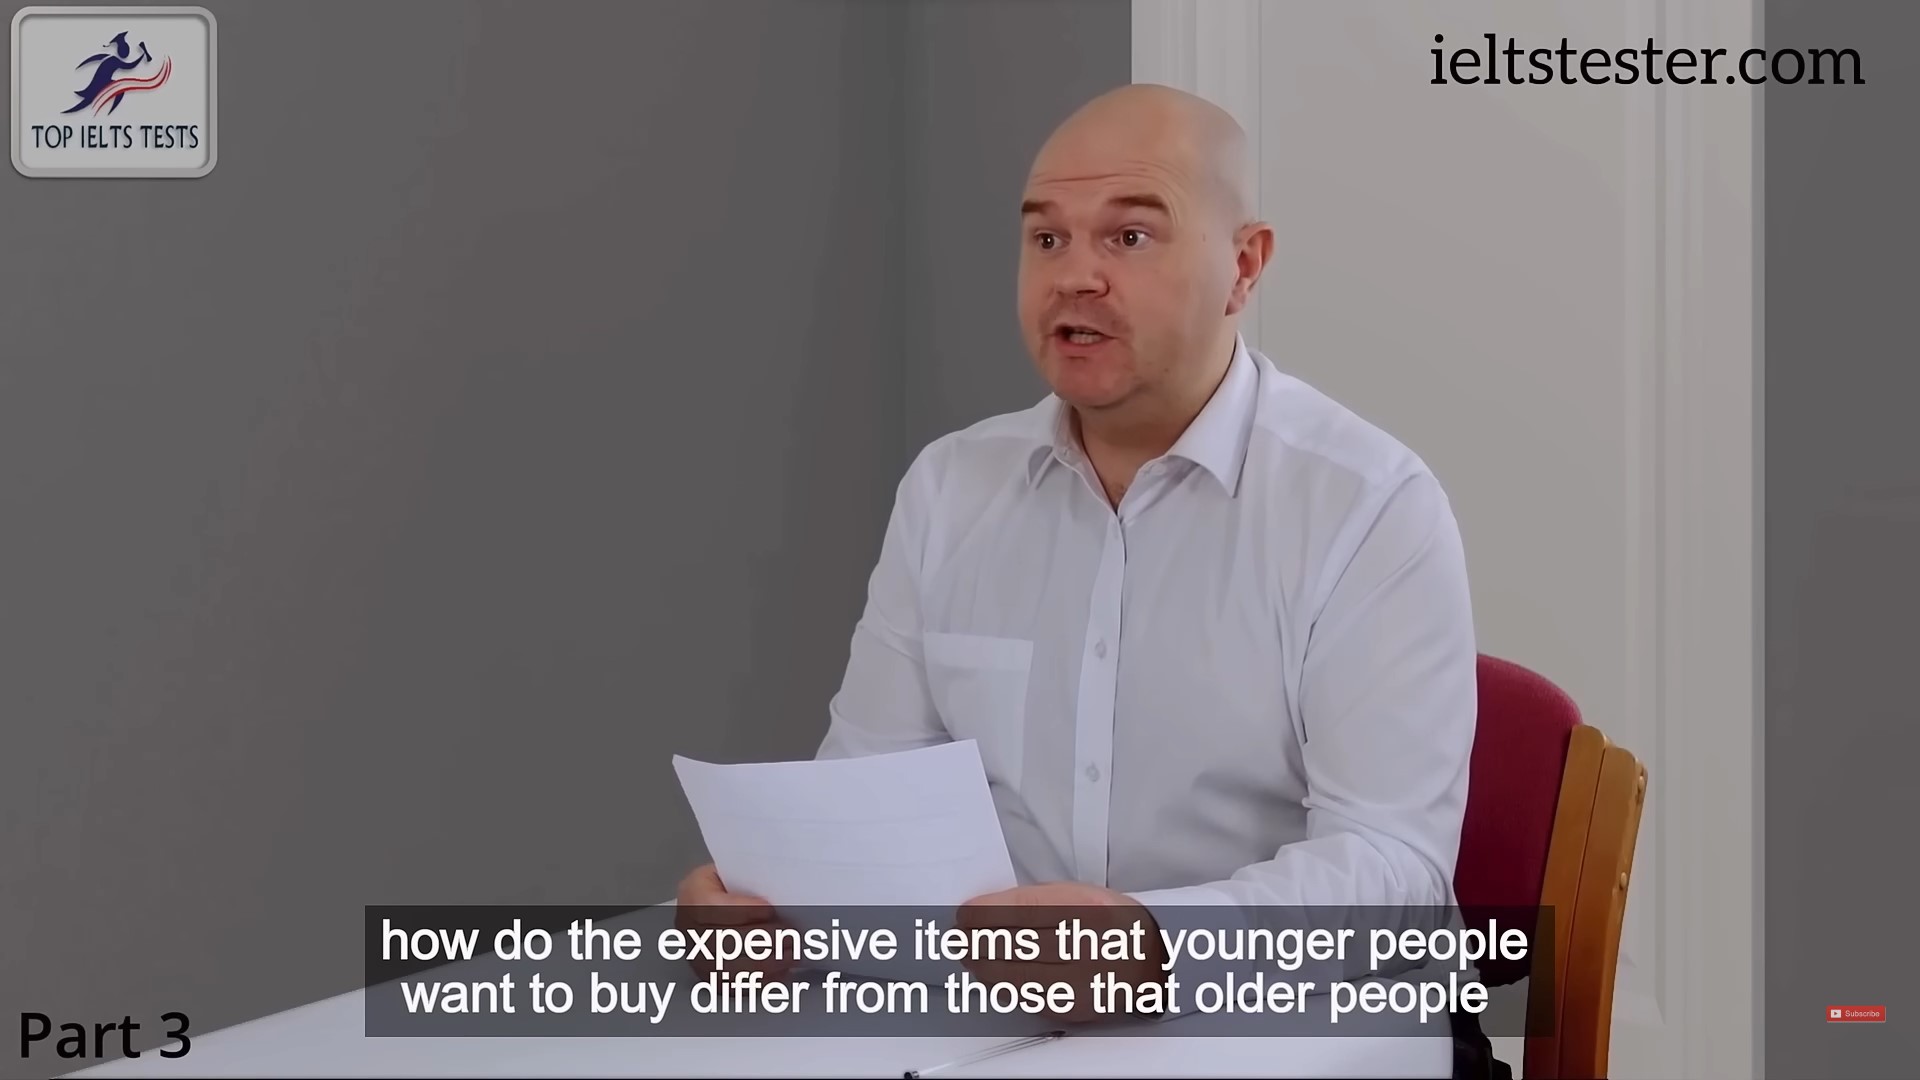 TOP IELTS TESTS
ieltstester.com
how do the expensive items that younger people
want to buy differ from those that older people
Part 3
Subscribe